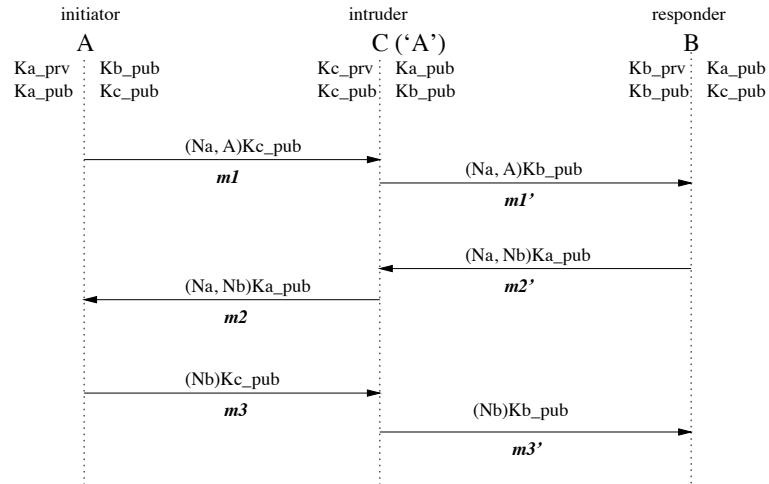 initiator intruder responder
A C (‘A’) B
Ka_prv Kb_pub Kc_prv Ka_pub Kb_prv Ka_pub
Ka_pub Kc_pub Kc_pub Kb_pub Kb_pub Kc_pub
(Na, A)Kc_pub
m1
(Na, A)Kb_pub
m1’
(Na, Nb)Ka_pub
m2’
(Na, Nb)Ka_pub
m2
(Nb)Kc_pub
m3
(Nb)Kb_pub
m3’